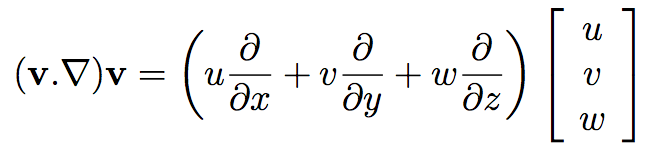 (𝐯.∇)𝐯 = (u ∂/∂x + v ∂/∂y + w ∂/∂z) [u v w]